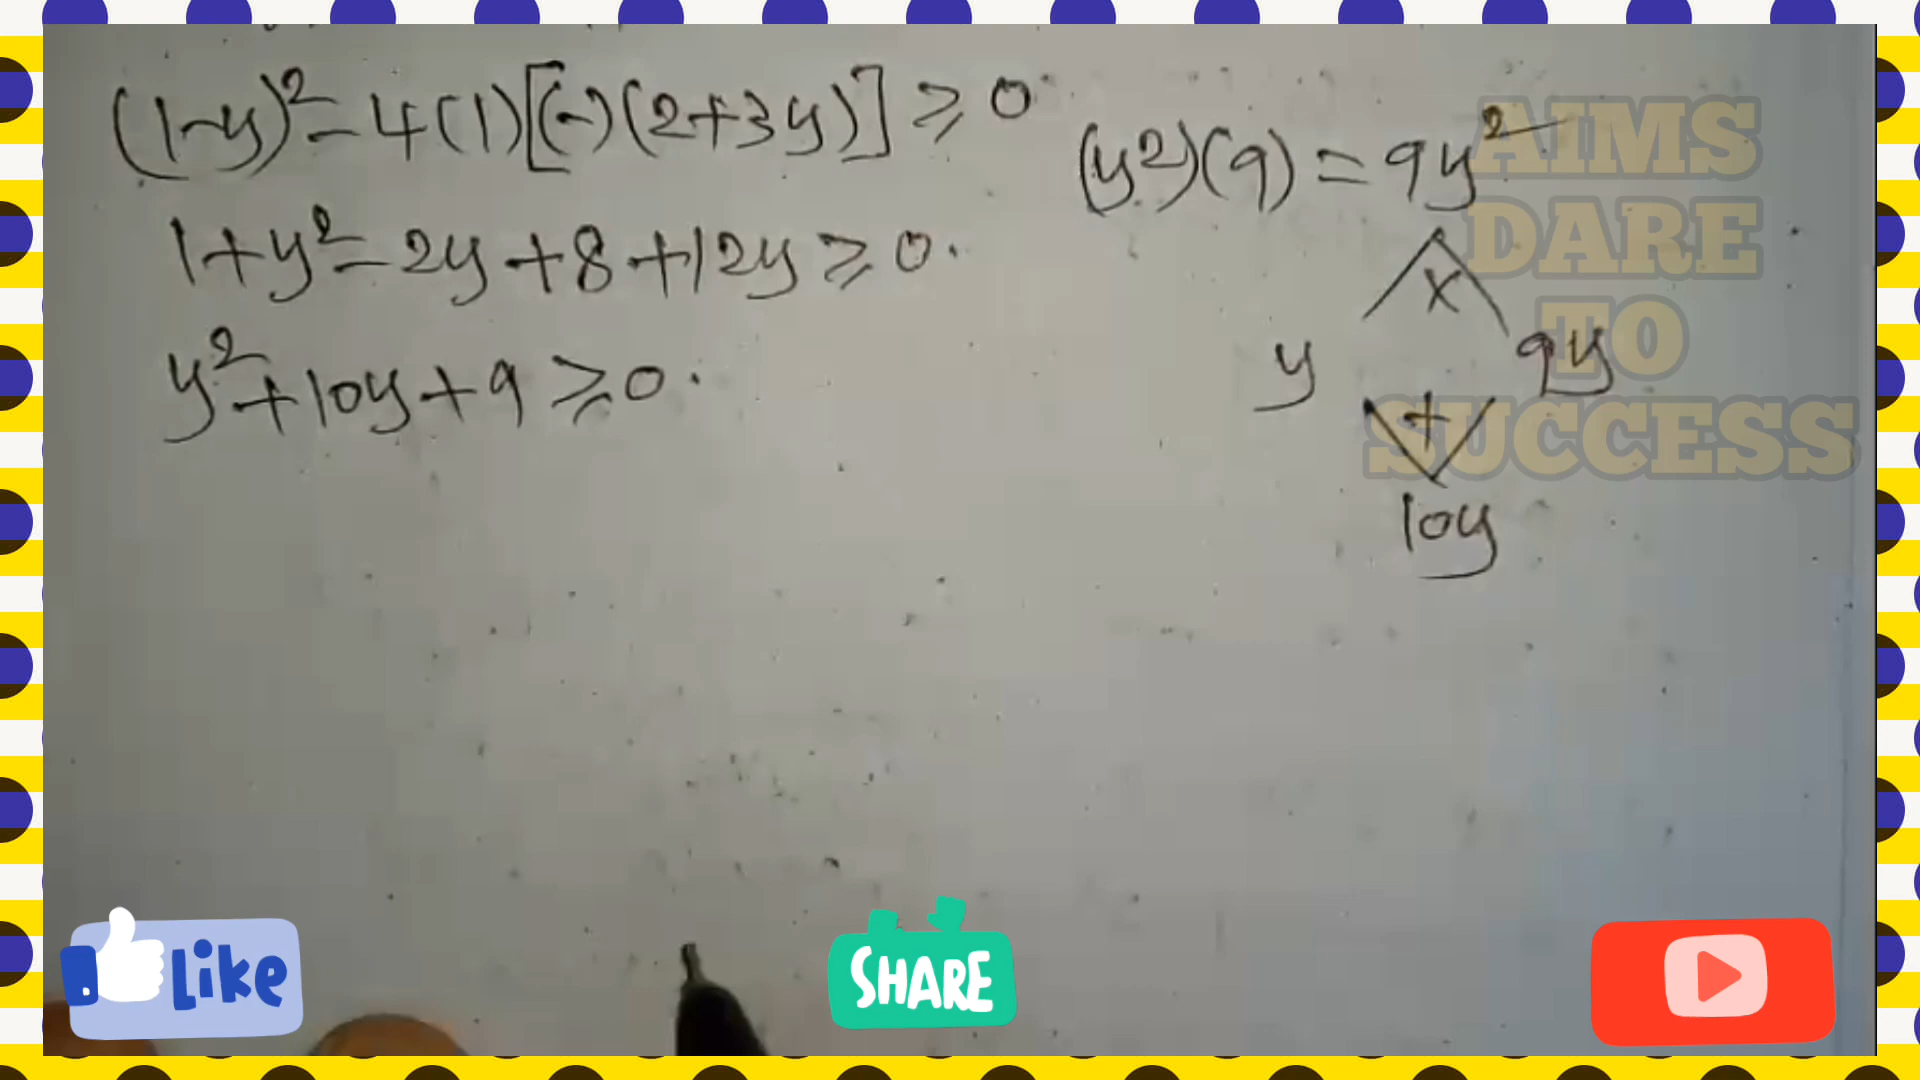 (1-y)²-4(1)[(-)(2+3y)] ≥ 0
1+y²-2y+8+12y ≥ 0.
y²+10y+9 ≥ 0.
(y2)(9) = 9y²
x
y 9y
+
10y
AIMS
DARE
TO
SUCCESS
Like
SHARE